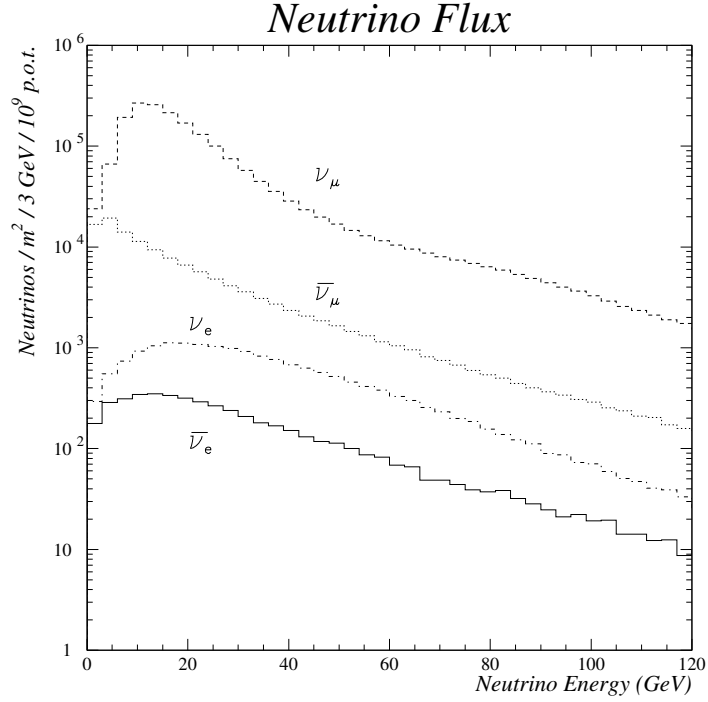 Neutrino Flux
Neutrinos / m² / 3 GeV / 10⁹ p.o.t.
10⁶
10⁵
10⁴
10³
10²
10
1
ν_μ
ν̅_μ
ν_e
ν̅_e
0 20 40 60 80 100 120
Neutrino Energy (GeV)